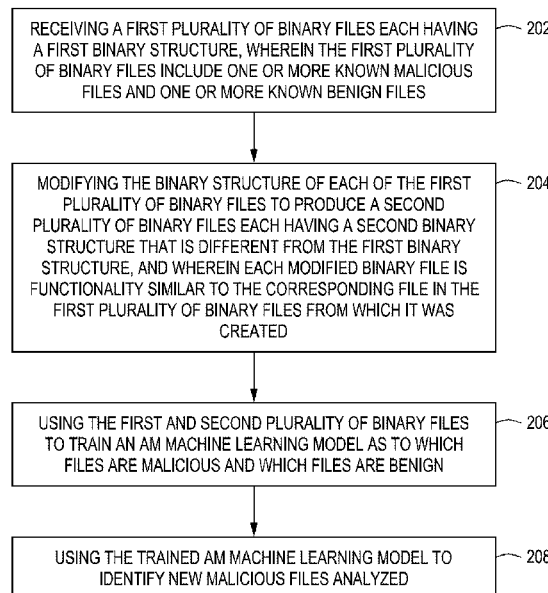 RECEIVING A FIRST PLURALITY OF BINARY FILES EACH HAVING
A FIRST BINARY STRUCTURE, WHEREIN THE FIRST PLURALITY
OF BINARY FILES INCLUDE ONE OR MORE KNOWN MALICIOUS
FILES AND ONE OR MORE KNOWN BENIGN FILES
202
MODIFYING THE BINARY STRUCTURE OF EACH OF THE FIRST
PLURALITY OF BINARY FILES TO PRODUCE A SECOND
PLURALITY OF BINARY FILES EACH HAVING A SECOND BINARY
STRUCTURE THAT IS DIFFERENT FROM THE FIRST BINARY
STRUCTURE, AND WHEREIN EACH MODIFIED BINARY FILE IS
FUNCTIONALITY SIMILAR TO THE CORRESPONDING FILE IN THE
FIRST PLURALITY OF BINARY FILES FROM WHICH IT WAS
CREATED
204
USING THE FIRST AND SECOND PLURALITY OF BINARY FILES
TO TRAIN AN AM MACHINE LEARNING MODEL AS TO WHICH
FILES ARE MALICIOUS AND WHICH FILES ARE BENIGN
206
USING THE TRAINED AM MACHINE LEARNING MODEL TO
IDENTIFY NEW MALICIOUS FILES ANALYZED
208